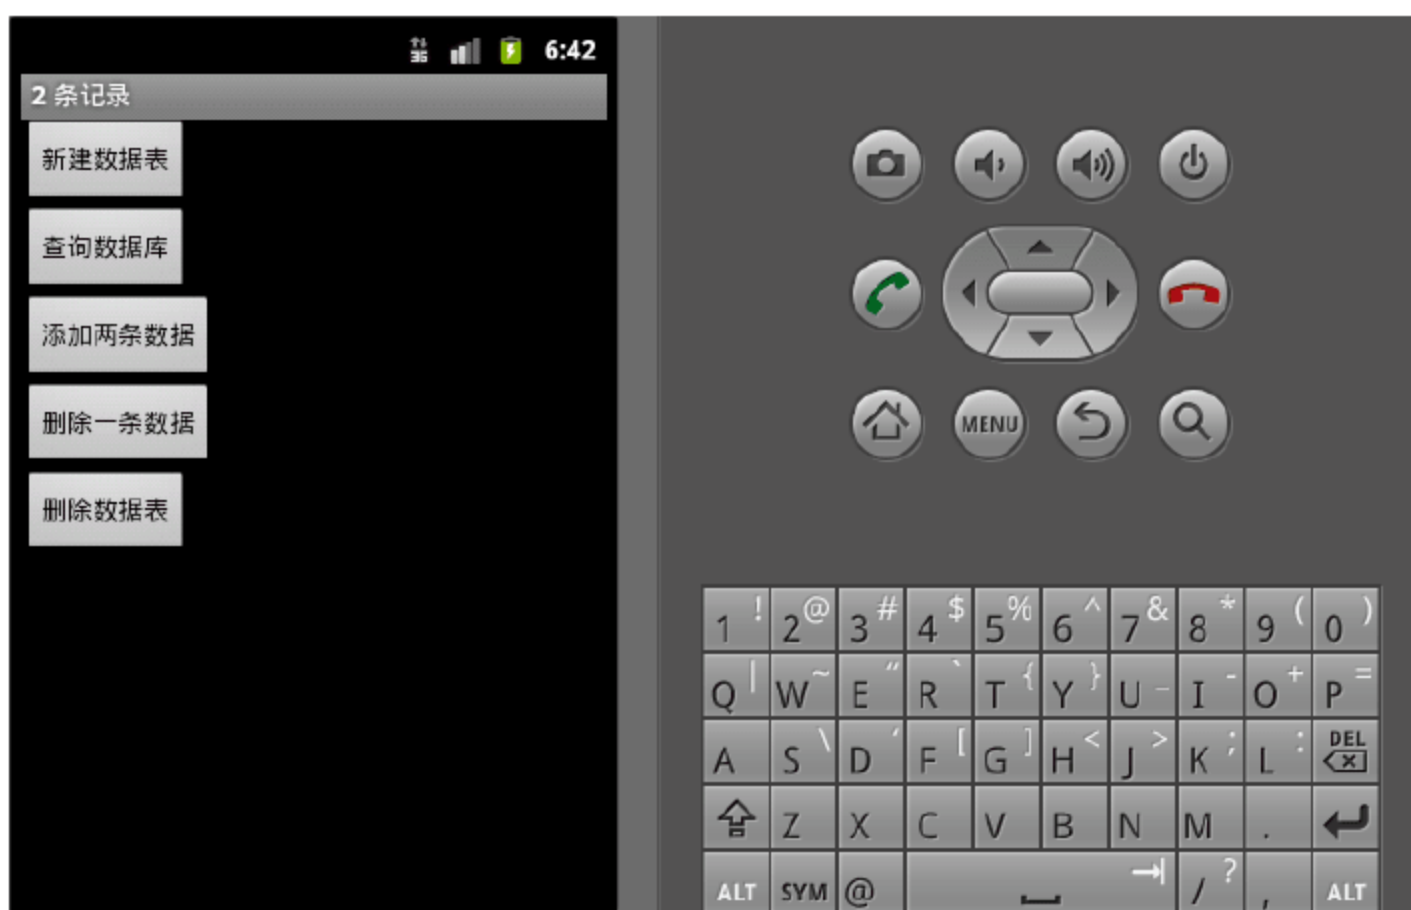 3G 6:42
2 条记录
新建数据表
查询数据库
添加两条数据
删除一条数据
删除数据表
MENU
1 ! 2 @ 3 # 4 $ 5 % 6 ^ 7 & 8 * 9 ( 0 )
Q | W ~ E “ R ` T { Y } U _ I - O + P =
A S \ D ‘ F [ G ] H < J > K ; L : DEL
Z X C V B N M .
ALT SYM @ / ? , ALT